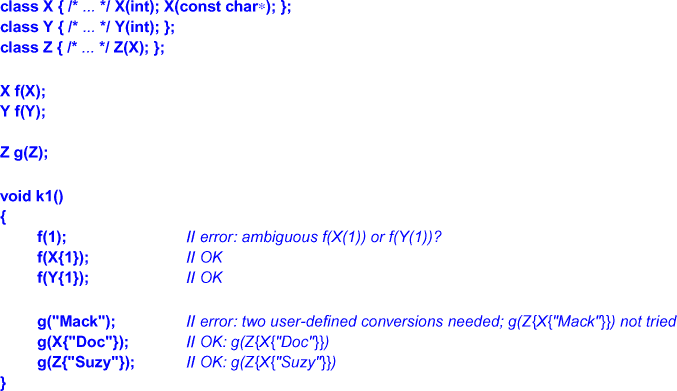 class X { /* ... */ X(int); X(const char*); };
class Y { /* ... */ Y(int); };
class Z { /* ... */ Z(X); };
X f(X);
Y f(Y);
Z g(Z);
void k1()
{
f(1); // error: ambiguous f(X(1)) or f(Y(1))?
f(X{1}); // OK
f(Y{1}); // OK
g("Mack"); // error: two user-defined conversions needed; g(Z{X{"Mack"}}) not tried
g(X{"Doc"}); // OK: g(Z{X{"Doc"}})
g(Z{"Suzy"}); // OK: g(Z{X{"Suzy"}})
}